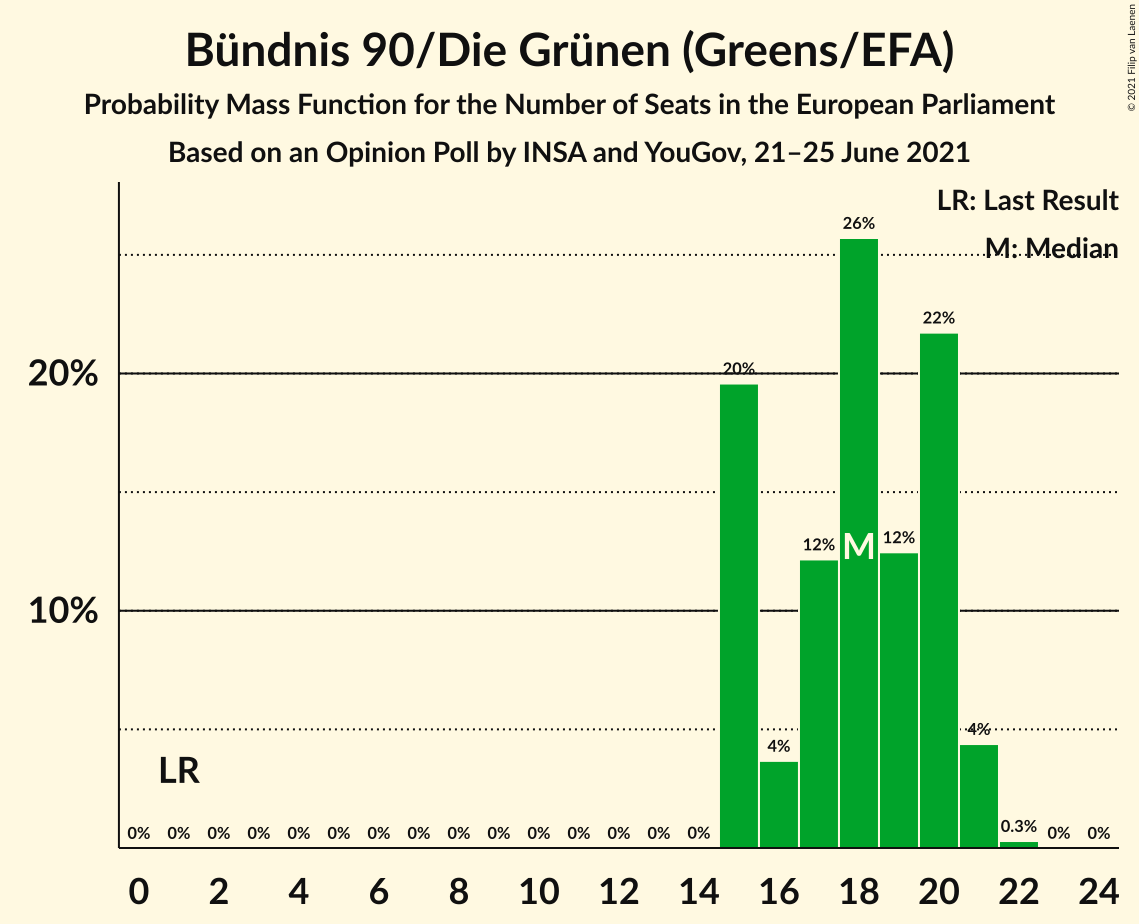 Bündnis 90/Die Grünen (Greens/EFA)
Probability Mass Function for the Number of Seats in the European Parliament
Based on an Opinion Poll by INSA and YouGov, 21–25 June 2021
© 2021 Filip van Laenen
LR: Last Result
M: Median
26%
22%
20%
20%
12%
12%
M
10%
4%
4%
LR
0% 0% 0% 0% 0% 0% 0% 0% 0% 0% 0% 0% 0% 0% 0% 0.3% 0% 0%
0 2 4 6 8 10 12 14 16 18 20 22 24